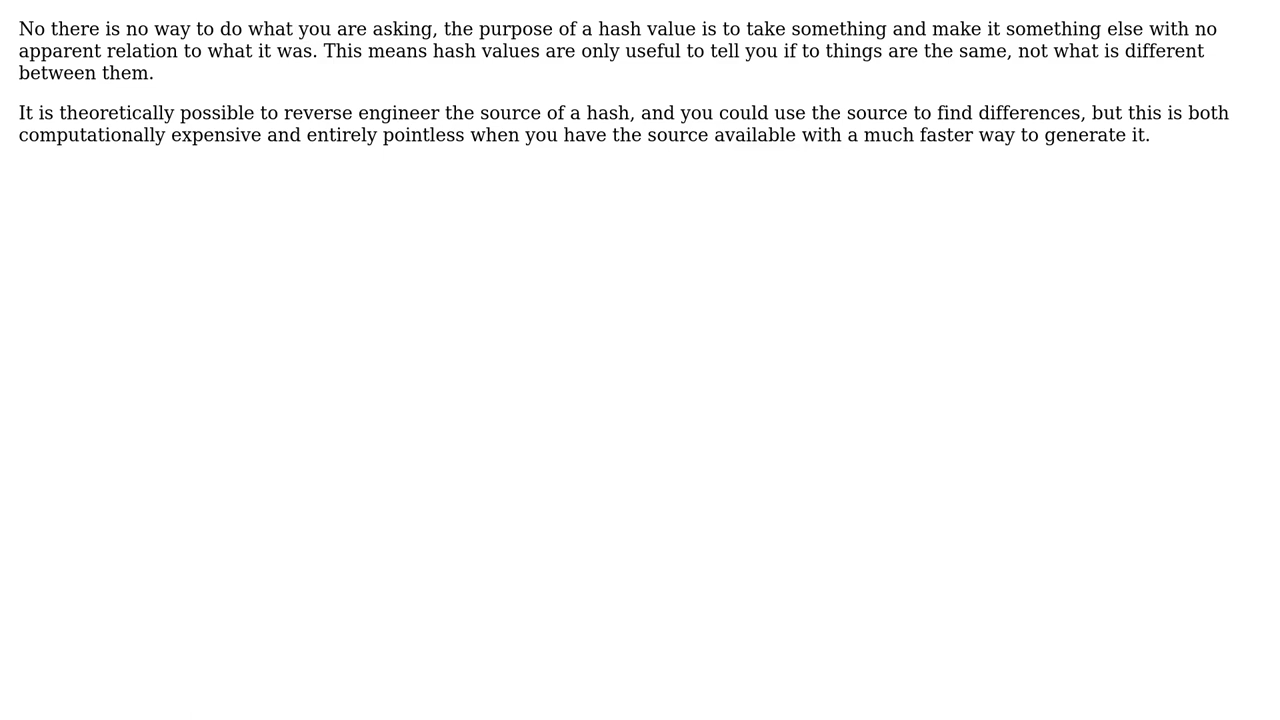 No there is no way to do what you are asking, the purpose of a hash value is to take something and make it something else with no
apparent relation to what it was. This means hash values are only useful to tell you if to things are the same, not what is different
between them.
It is theoretically possible to reverse engineer the source of a hash, and you could use the source to find differences, but this is both
computationally expensive and entirely pointless when you have the source available with a much faster way to generate it.